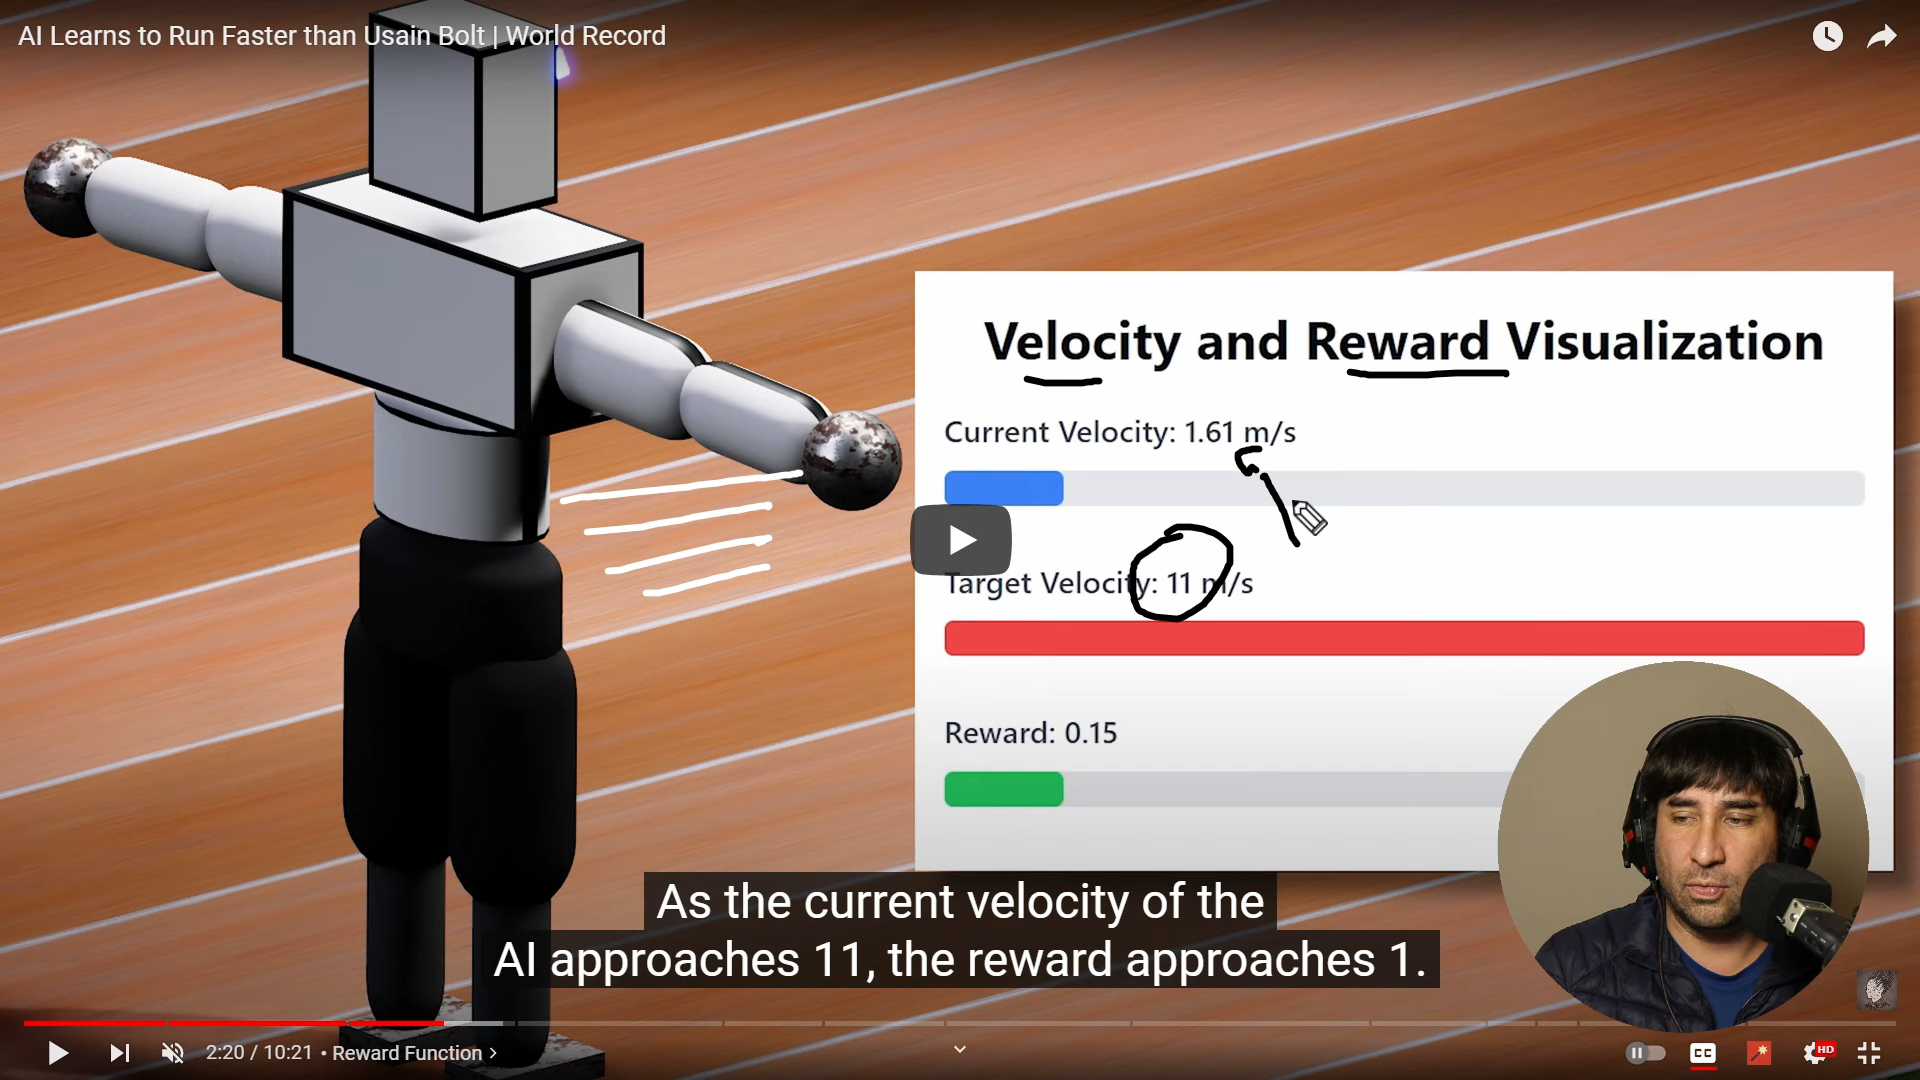 AI Learns to Run Faster than Usain Bolt | World Record
Velocity and Reward Visualization
Current Velocity: 1.61 m/s
Target Velocity: 11 m/s
Reward: 0.15
As the current velocity of the
AI approaches 11, the reward approaches 1.
2:20 / 10:21 • Reward Function >
CC
HD